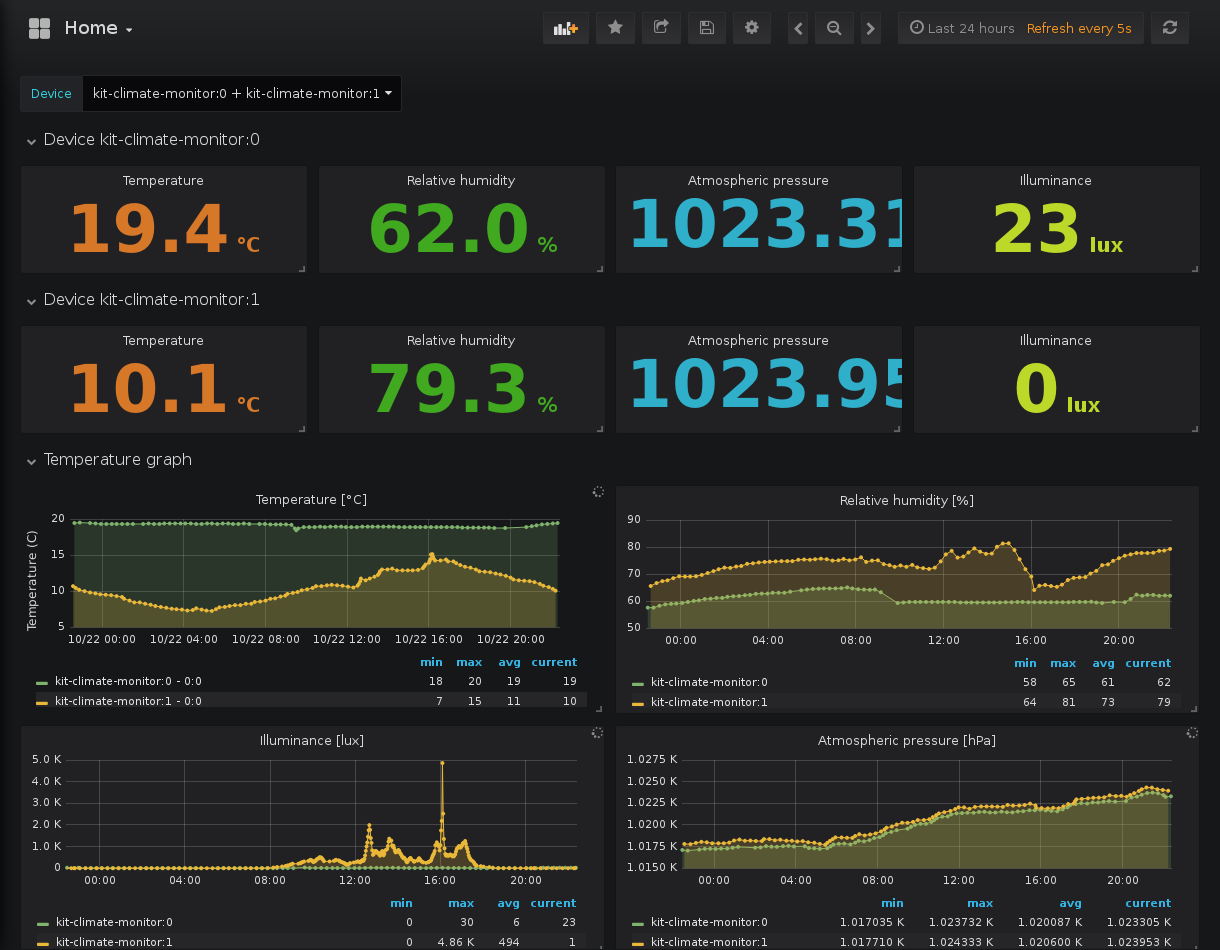 Home
Last 24 hours Refresh every 5s
Device kit-climate-monitor:0 + kit-climate-monitor:1
Device kit-climate-monitor:0
Temperature Relative humidity Atmospheric pressure Illuminance
19.4 °C 62.0 % 1023.31 23 lux
Device kit-climate-monitor:1
Temperature Relative humidity Atmospheric pressure Illuminance
10.1 °C 79.3 % 1023.95 0 lux
Temperature graph
Temperature [°C]
Temperature (C)
20
15
10
5
10/22 00:00 10/22 04:00 10/22 08:00 10/22 12:00 10/22 16:00 10/22 20:00
min max avg current
kit-climate-monitor:0 - 0:0 18 20 19 19
kit-climate-monitor:1 - 0:0 7 15 11 10
Relative humidity [%]
90
80
70
60
50
00:00 04:00 08:00 12:00 16:00 20:00
min max avg current
kit-climate-monitor:0 58 65 61 62
kit-climate-monitor:1 64 81 73 79
Illuminance [lux]
5.0 K
4.0 K
3.0 K
2.0 K
1.0 K
0
00:00 04:00 08:00 12:00 16:00 20:00
min max avg current
kit-climate-monitor:0 0 30 6 23
kit-climate-monitor:1 0 4.86 K 494 1
Atmospheric pressure [hPa]
1.0275 K
1.0250 K
1.0225 K
1.0200 K
1.0175 K
1.0150 K
00:00 04:00 08:00 12:00 16:00 20:00
min max avg current
kit-climate-monitor:0 1.017035 K 1.023732 K 1.020087 K 1.023305 K
kit-climate-monitor:1 1.017710 K 1.024333 K 1.020600 K 1.023953 K